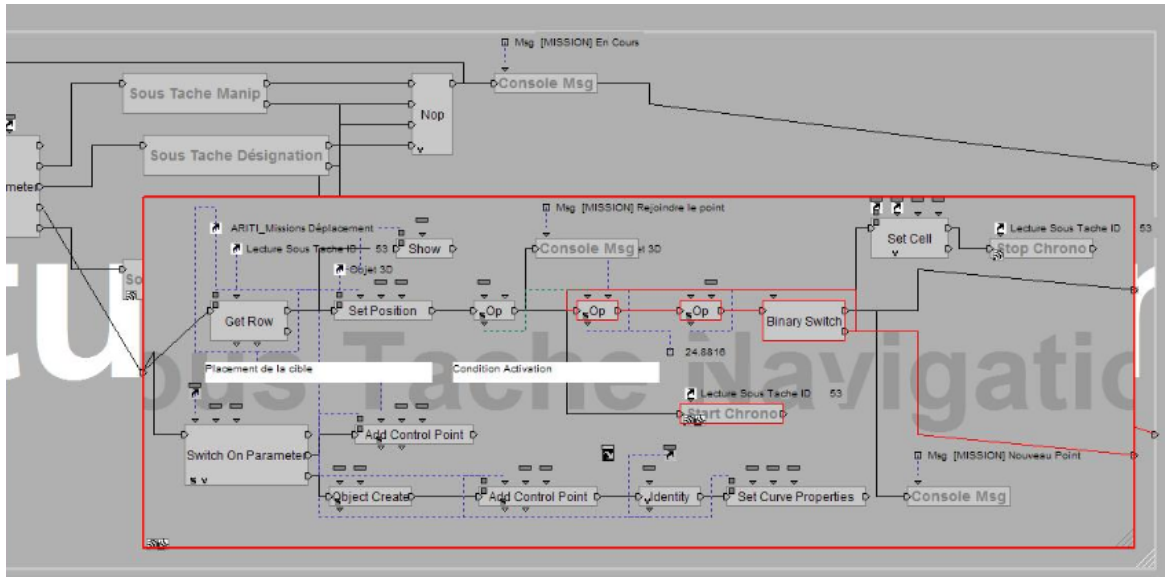 Msg [MISSION] En Cours
Console Msg
Sous Tache Manip
Nop
Sous Tache Désignation
meter
Msg [MISSION] Rejoindre le point
ARITI_Missions Déplacement
Lecture Sous Tache ID 53
Show
Console Msg
et 3D
Set Cell
Lecture Sous Tache ID 53
Stop Chrono
So
Objet 3D
Get Row
Set Position
Op
Op
Op
Binary Switch
24.8816
ous Tache Navigatio
Placement de la cible
Condition Activation
Lecture Sous Tache ID 53
Start Chrono
Add Control Point
Switch On Parameter
Msg [MISSION] Nouveau Point
Object Create
Add Control Point
Identity
Set Curve Properties
Console Msg